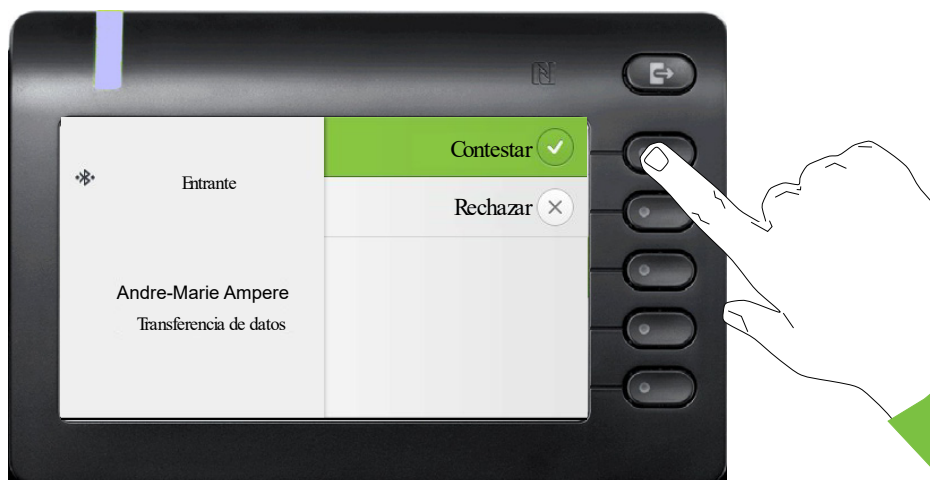 Contestar
Entrante
Rechazar
Andre-Marie Ampere
Transferencia de datos